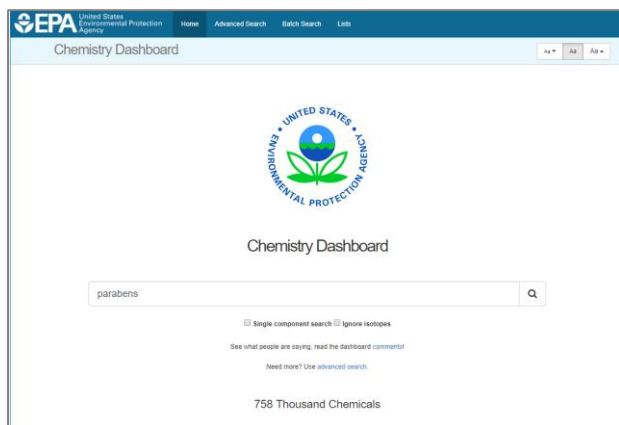 EPA United States Environmental Protection Agency
Home Advanced Search Batch Search Lists
Chemistry Dashboard
Aa Aa Aa
UNITED STATES
ENVIRONMENTAL PROTECTION AGENCY
Chemistry Dashboard
parabens
Single component search Ignore isotopes
See what people are saying, read the dashboard comments!
Need more? Use advanced search.
758 Thousand Chemicals